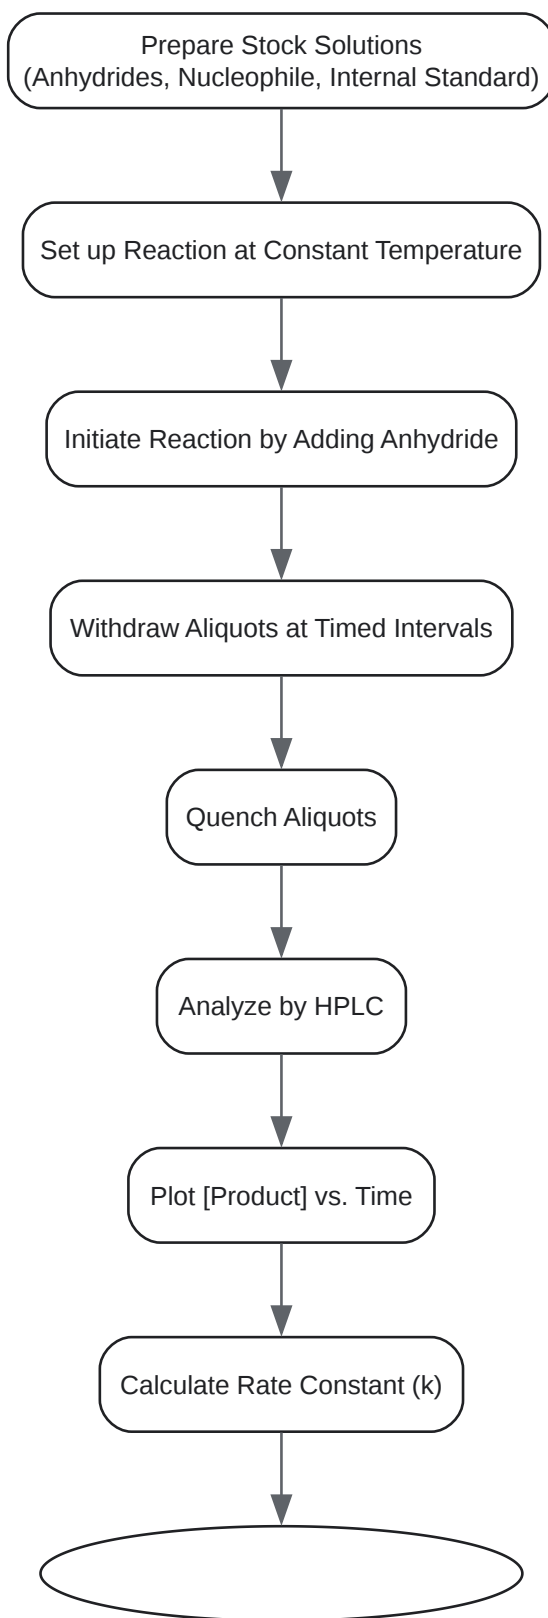 Prepare Stock Solutions
(Anhydrides, Nucleophile, Internal Standard)
Set up Reaction at Constant Temperature
Initiate Reaction by Adding Anhydride
Withdraw Aliquots at Timed Intervals
Quench Aliquots
Analyze by HPLC
Plot [Product] vs. Time
Calculate Rate Constant (k)